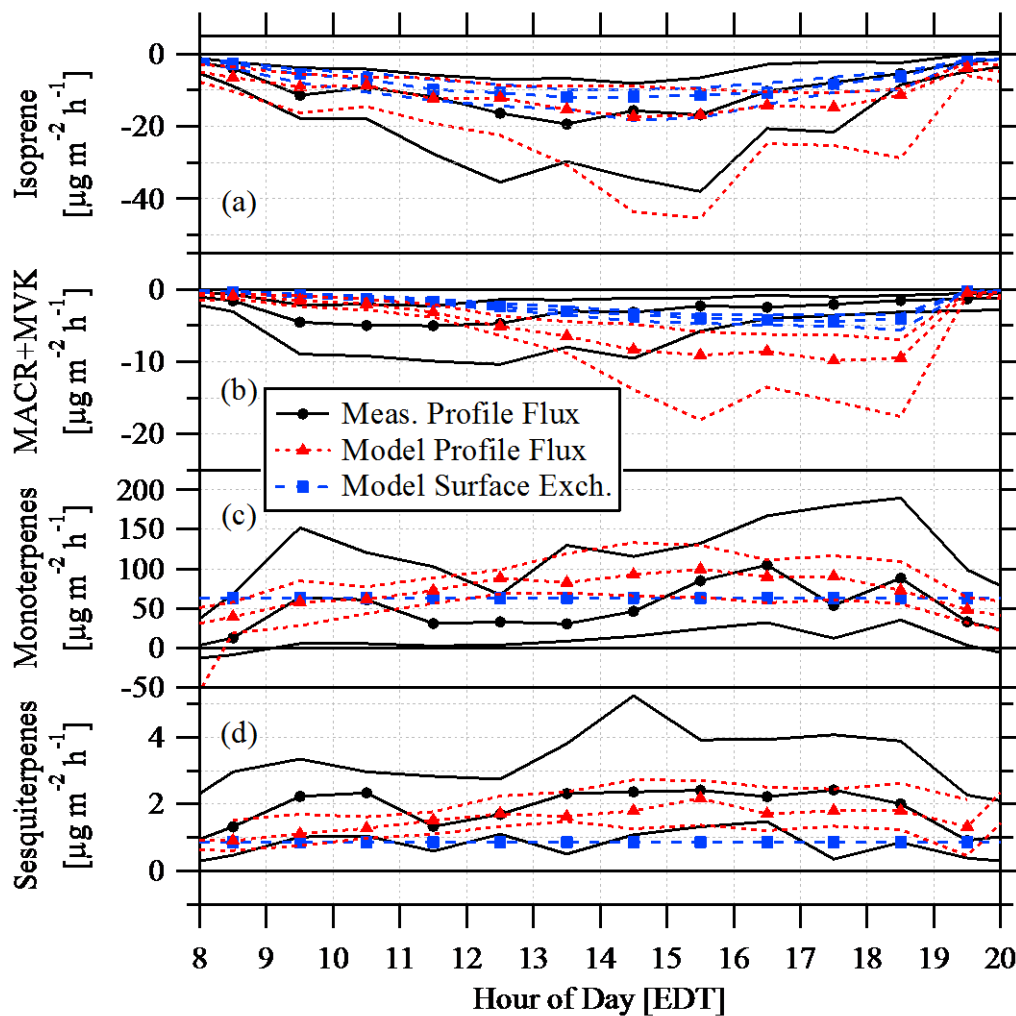 Isoprene
[µg m⁻² h⁻¹]
0
-20
-40
(a)
MACR+MVK
[µg m⁻² h⁻¹]
0
-10
-20
(b)
Meas. Profile Flux
Model Profile Flux
Model Surface Exch.
Monoterpenes
[µg m⁻² h⁻¹]
200
150
100
50
0
-50
(c)
Sesquiterpenes
[µg m⁻² h⁻¹]
4
2
0
(d)
8 9 10 11 12 13 14 15 16 17 18 19 20
Hour of Day [EDT]